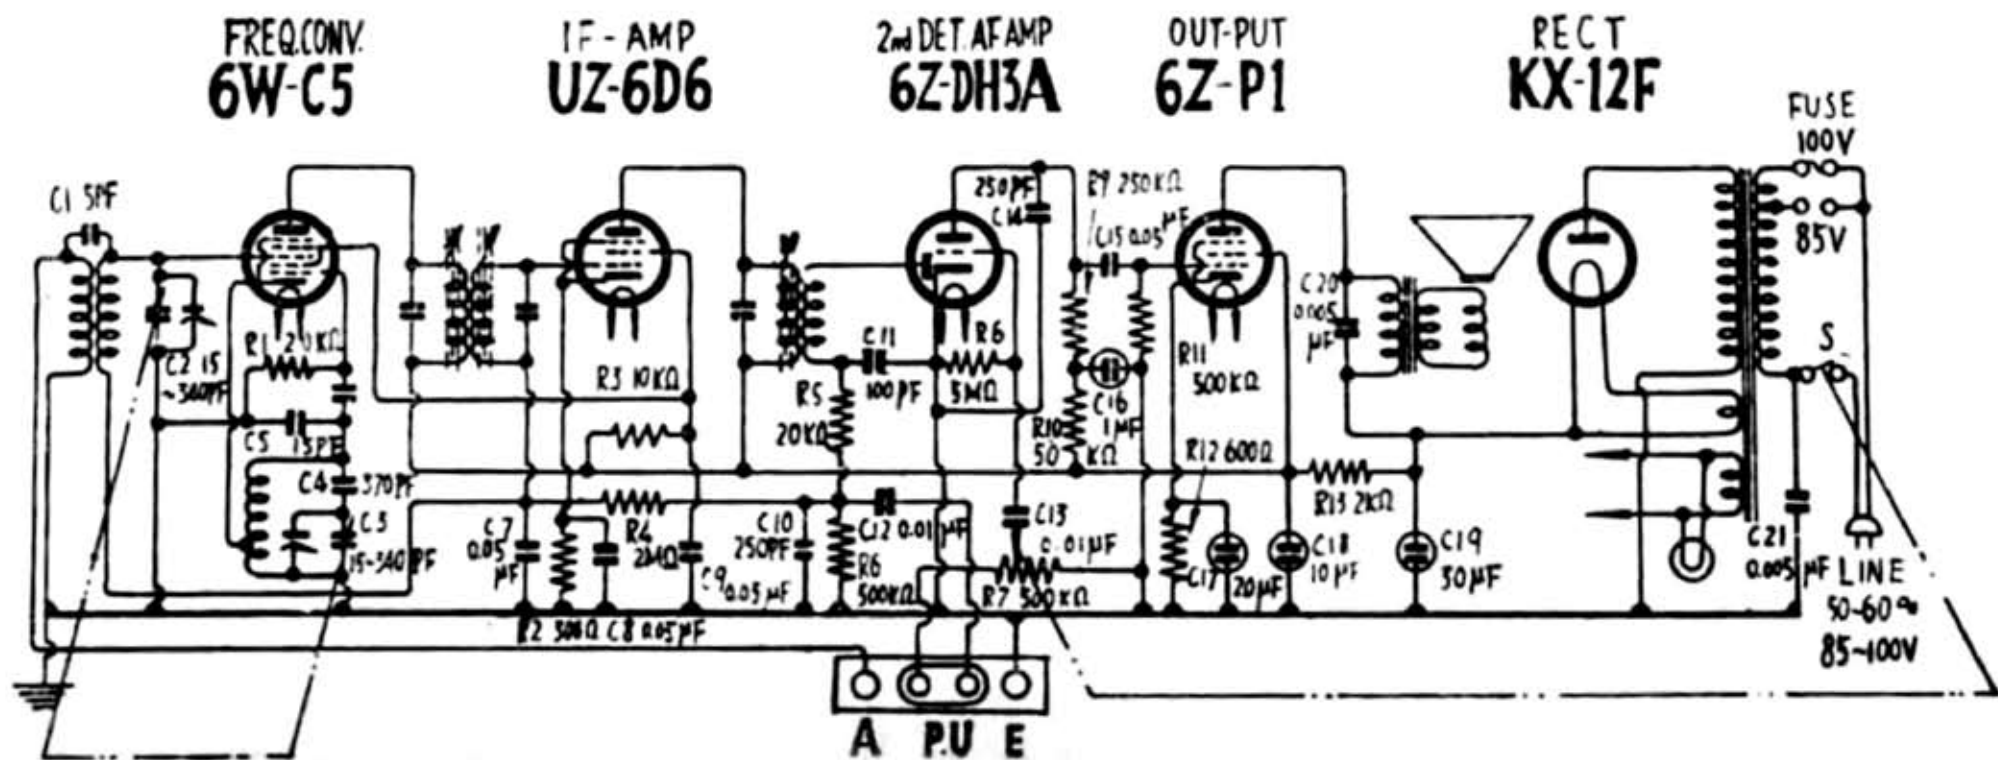 FREQ.CONV.
6W-C5
IF-AMP
UZ-6D6
2nd DET. AF AMP
6Z-DH3A
OUT-PUT
6Z-P1
RECT
KX-12F
FUSE
100V
85V
C1 5PF
C2 15
~340PF
R1 20KΩ
C5 15PF
C4 370PF
C3
15-340PF
R3 10KΩ
C7
0.05
μF
R2 300Ω C8 0.05μF
R4
2MΩ
C9 0.05μF
C10
250PF
R5
20KΩ
C11
100PF
R6
5MΩ
C12 0.01μF
R6
500KΩ
C13
0.01μF
R7 500KΩ
250PF
C14
R9 250KΩ
C15 0.05μF
R10
50
KΩ
C16
1μF
R11
500KΩ
R12 600Ω
C17 20μF
C18
10μF
R13 2KΩ
C19
30μF
C20
0.005
μF
S
C21
0.005μF
LINE
50-60
85~100V
A P.U E